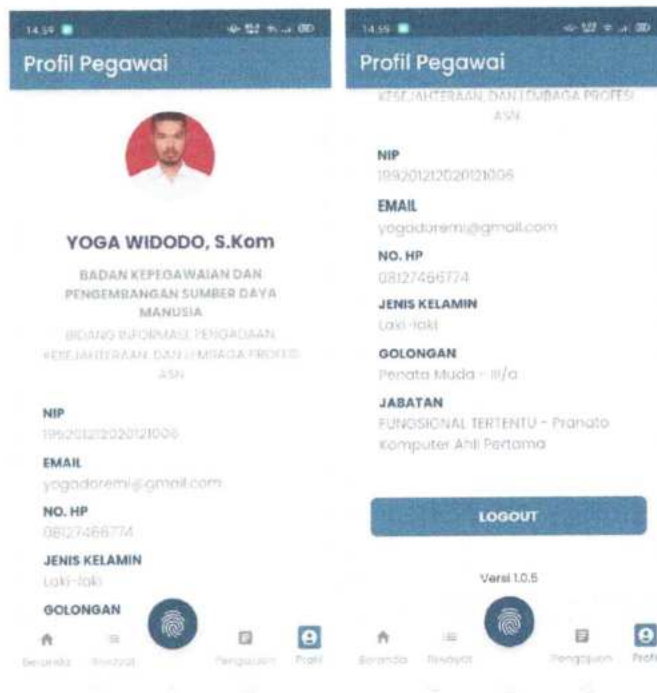 14.59
Profil Pegawai
YOGA WIDODO, S.Kom
BADAN KEPEGAWAIAN DAN
PENGEMBANGAN SUMBER DAYA
MANUSIA
BIDANG INFORMASI, PENGADAAN,
KESEJAHTERAAN, DAN LEMBAGA PROFESI
ASN
NIP
199201212020121006
EMAIL
yogadoremi@gmail.com
NO. HP
08127466774
JENIS KELAMIN
Laki-laki
GOLONGAN
Beranda
Riwayat
Pengajuan
Profil
14.59
Profil Pegawai
KESEJAHTERAAN, DAN LEMBAGA PROFESI
ASN
NIP
199201212020121006
EMAIL
yogadoremi@gmail.com
NO. HP
08127466774
JENIS KELAMIN
Laki-laki
GOLONGAN
Penata Muda - III/a
JABATAN
FUNGSIONAL TERTENTU - Pranata
Komputer Ahli Pertama
LOGOUT
Versi 1.0.5
Beranda
Riwayat
Pengajuan
Profil